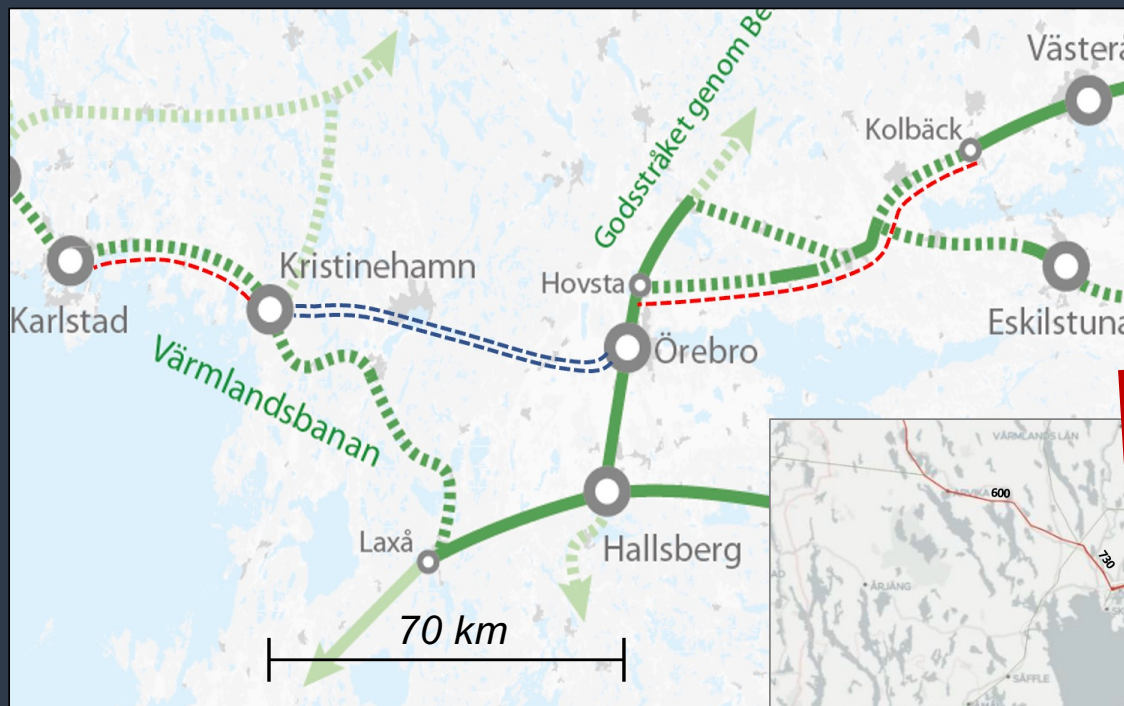 Godsstråket genom Be
Västerå
Kolbäck
Kristinehamn
Hovsta
Karlstad
Eskilstuna
Örebro
Värmlandsbanan
Laxå
Hallsberg
70 km
VÄRMLANDS LÄN
ARVIKA
600
730
ÅRJÄNG
SÄFFLE